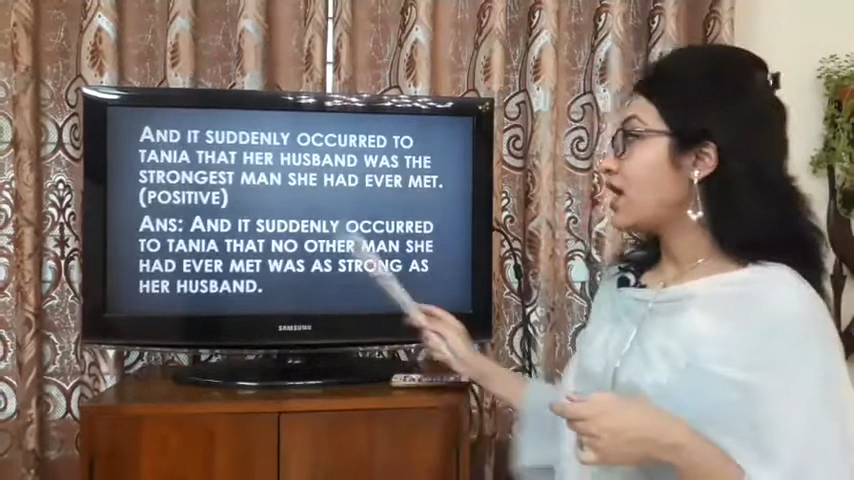 And it suddenly occurred to
Tania that her husband was the
strongest man she had ever met.
(positive)
Ans: And it suddenly occurred
to Tania that no other man she
had ever met was as strong as
her husband.
SAMSUNG